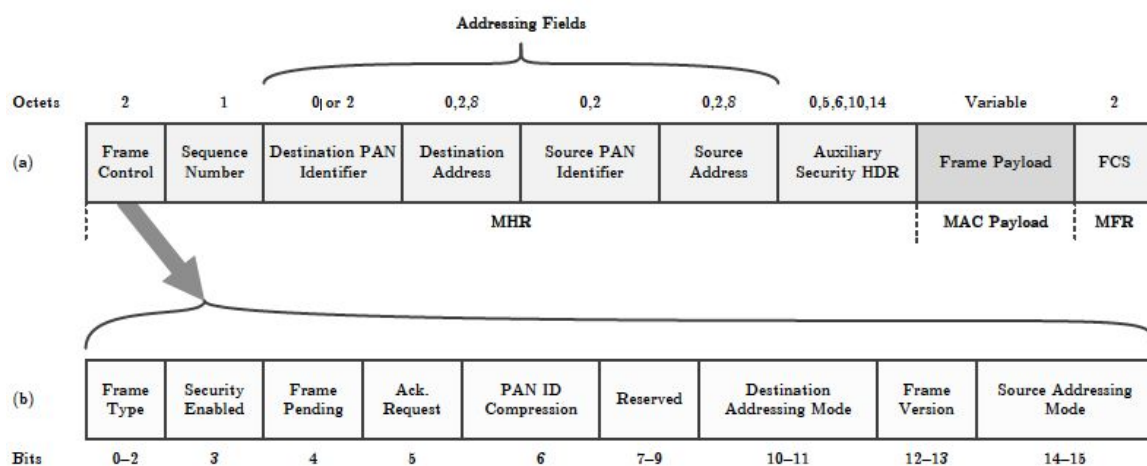 Addressing Fields
Octets 2 1 0| or 2 0,2,8 0,2 0,2,8 0,5,6,10,14 Variable 2
(a)
Frame Control
Sequence Number
Destination PAN Identifier
Destination Address
Source PAN Identifier
Source Address
Auxiliary Security HDR
Frame Payload
FCS
MHR MAC Payload MFR
(b)
Frame Type
Security Enabled
Frame Pending
Ack. Request
PAN ID Compression
Reserved
Destination Addressing Mode
Frame Version
Source Addressing Mode
Bits 0–2 3 4 5 6 7–9 10–11 12–13 14–15